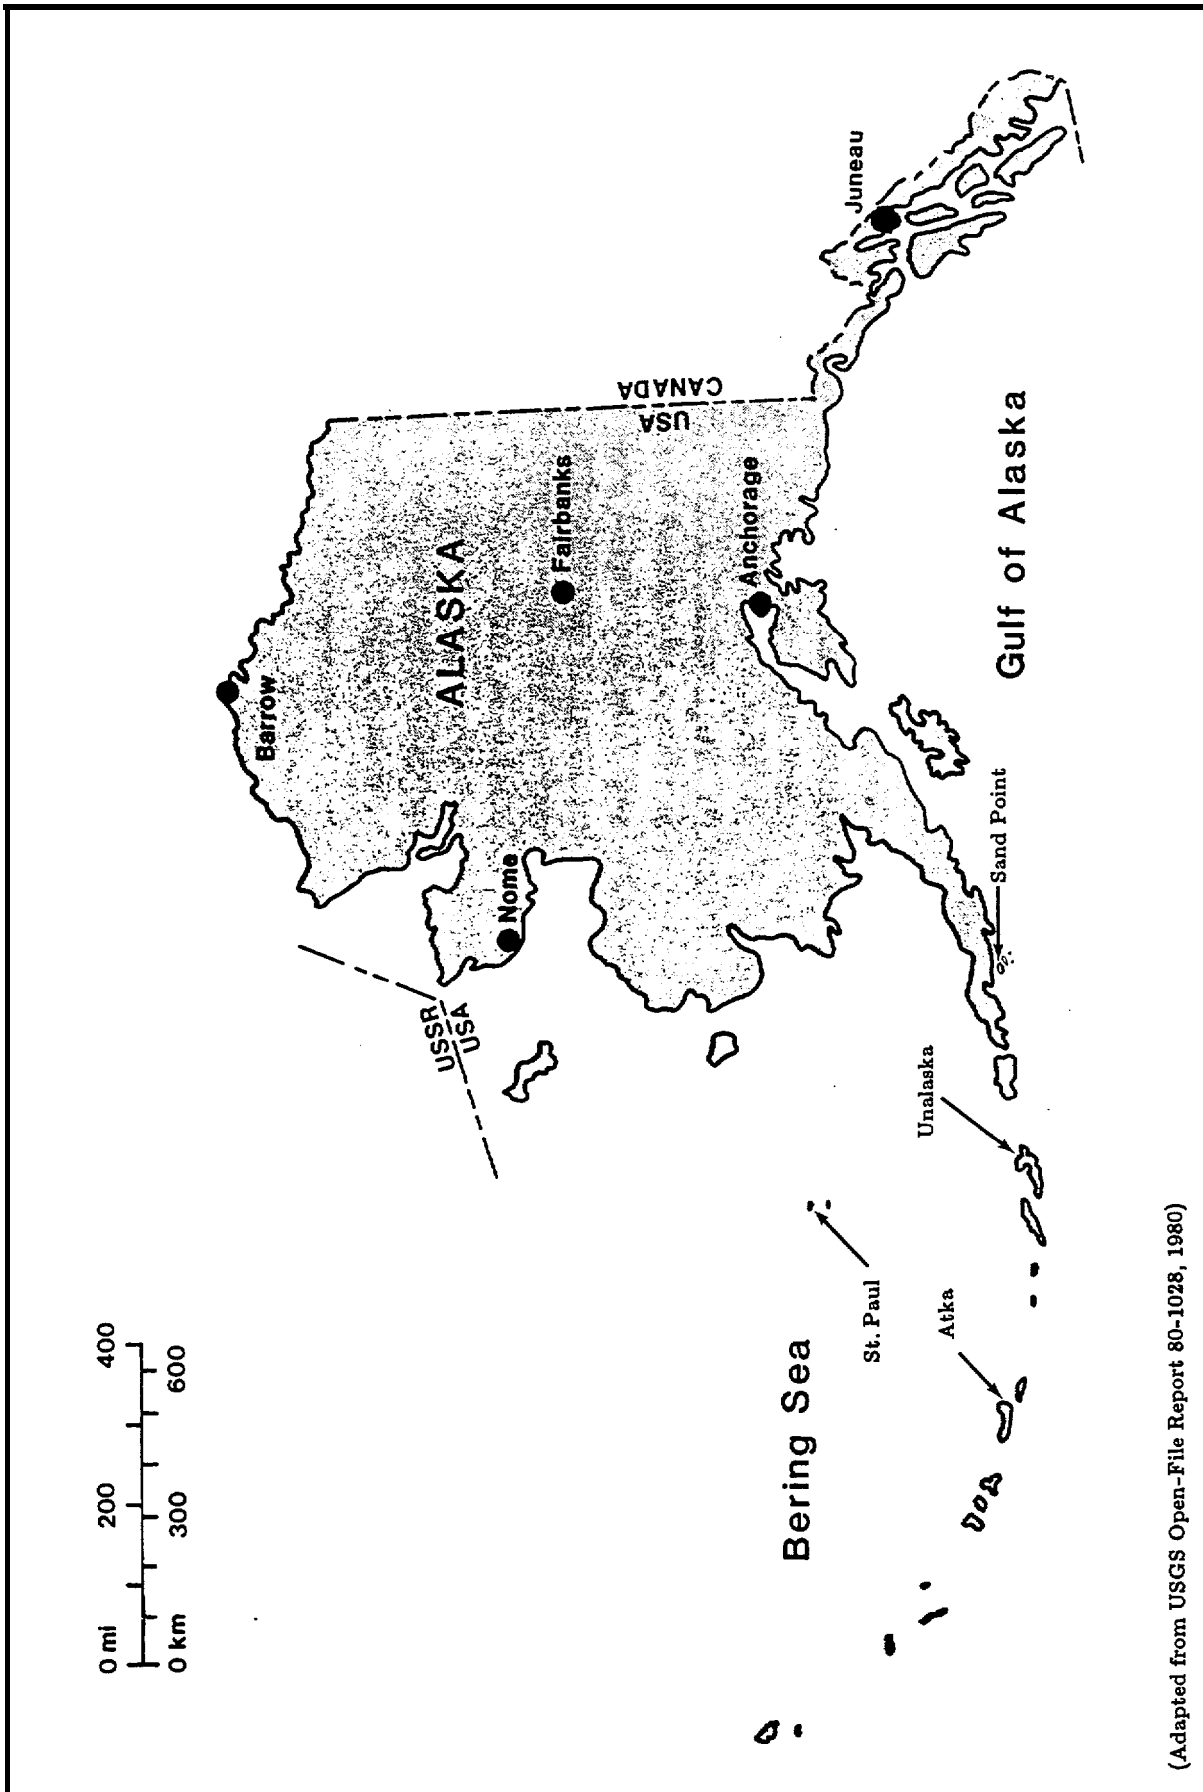 0 mi 200 400
0 km 300 600
Barrow
ALASKA
Nome
Fairbanks
USSR
USA
CANADA
USA
Anchorage
Juneau
Bering Sea
St. Paul
Atka
Unalaska
Sand Point
Gulf of Alaska
(Adapted from USGS Open-File Report 80-1028, 1980)